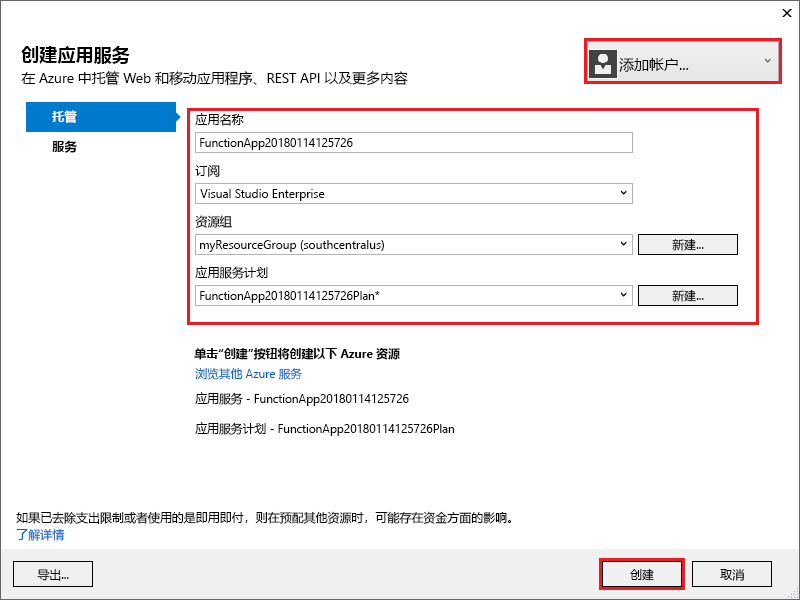 创建应用服务
在 Azure 中托管 Web 和移动应用程序、REST API 以及更多内容
添加帐户...
托管
服务
应用名称
FunctionApp20180114125726
订阅
Visual Studio Enterprise
资源组
myResourceGroup (southcentralus)
新建...
应用服务计划
FunctionApp20180114125726Plan*
新建...
单击“创建”按钮将创建以下 Azure 资源
浏览其他 Azure 服务
应用服务 - FunctionApp20180114125726
应用服务计划 - FunctionApp20180114125726Plan
如果已去除支出限制或者使用的是即用即付，则在预配其他资源时，可能存在资金方面的影响。
了解详情
导出...
创建
取消